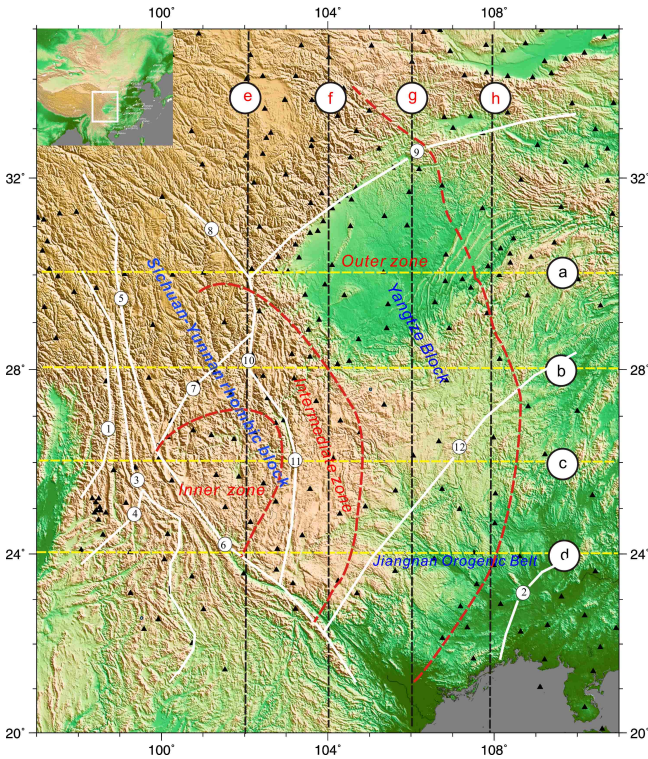 100°
104°
108°
e
f
g
h
9
32°
8
Outer zone
a
5
Sichuan-Yunnan rhombic block
Yangtze Block
28°
10
b
7
Intermediate zone
1
12
11
c
3
Inner zone
4
6
24°
Jiangnan Orogenic Belt
d
2
20°
20°
24°
28°
32°
100°
104°
108°